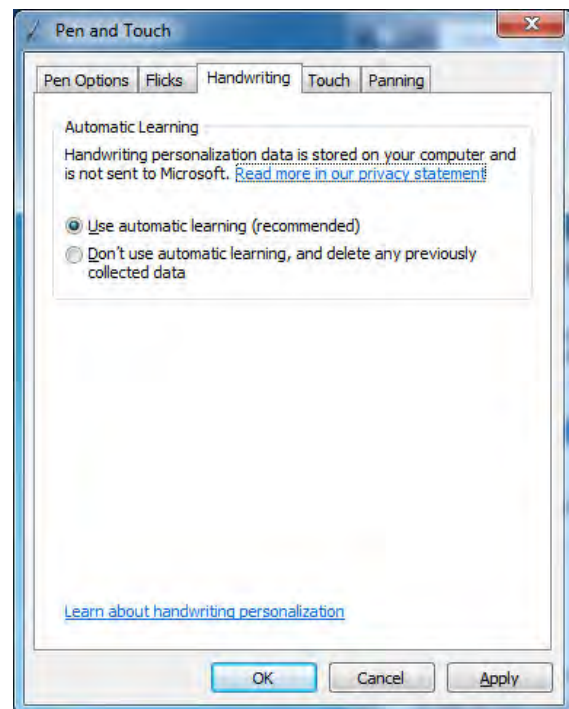 Pen and Touch
Pen Options Flicks Handwriting Touch Panning
Automatic Learning
Handwriting personalization data is stored on your computer and
is not sent to Microsoft. Read more in our privacy statement
Use automatic learning (recommended)
Don't use automatic learning, and delete any previously
collected data
Learn about handwriting personalization
OK Cancel Apply